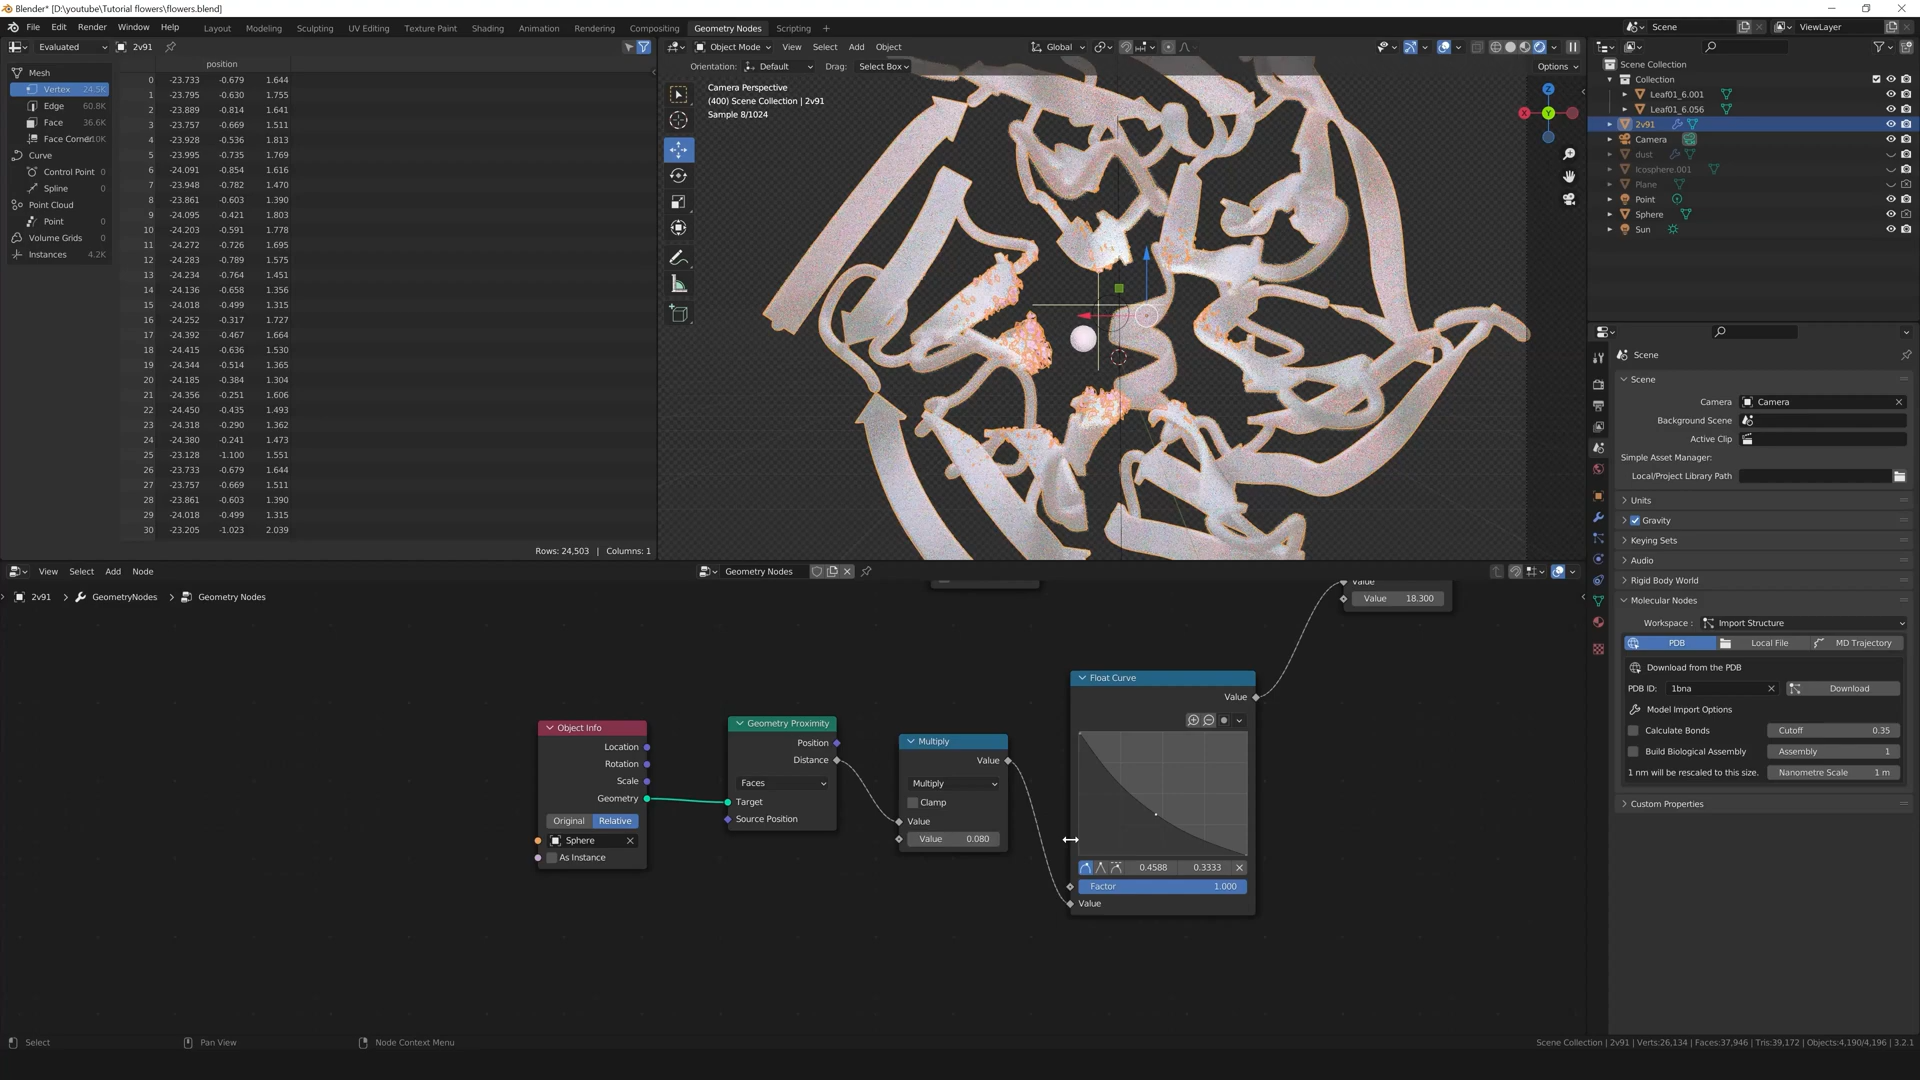 Blender* [D:\youtube\Tutorial flowers\flowers.blend]
File Edit Render Window Help Layout Modeling Sculpting UV Editing Texture Paint Shading Animation Rendering Compositing Geometry Nodes Scripting +
Scene ViewLayer
Evaluated 2v91
Object Mode View Select Add Object Global
Orientation: Default Drag: Select Box Options
Mesh
Vertex 24.5K
Edge 60.8K
Face 36.6K
Face Corner
Curve
Control Point 0
Spline 0
Point Cloud
Point 0
Volume Grids 0
Instances 4.2K
position
0 -23.733 -0.679 1.644
1 -23.795 -0.630 1.755
2 -23.889 -0.814 1.641
3 -23.757 -0.669 1.511
4 -23.928 -0.536 1.813
5 -23.995 -0.735 1.769
6 -24.091 -0.854 1.616
7 -23.948 -0.782 1.470
8 -23.861 -0.603 1.390
9 -24.095 -0.421 1.803
10 -24.203 -0.591 1.778
11 -24.272 -0.726 1.695
12 -24.283 -0.789 1.575
13 -24.234 -0.764 1.451
14 -24.136 -0.658 1.356
15 -24.018 -0.499 1.315
16 -24.252 -0.317 1.727
17 -24.392 -0.467 1.664
18 -24.415 -0.636 1.530
19 -24.344 -0.514 1.365
20 -24.185 -0.384 1.304
21 -24.356 -0.251 1.606
22 -24.450 -0.435 1.493
23 -24.318 -0.290 1.362
24 -24.380 -0.241 1.473
25 -23.128 -1.100 1.551
26 -23.733 -0.679 1.644
27 -23.757 -0.669 1.511
28 -23.861 -0.603 1.390
29 -24.018 -0.499 1.315
30 -23.205 -1.023 2.039
Rows: 24,503 | Columns: 1
Camera Perspective
(400) Scene Collection | 2v91
Sample 8/1024
Z
X
Y
Scene Collection
Collection
Leaf01_6.001
Leaf01_6.056
2v91
Camera
dust
Icosphere.001
Plane
Point
Sphere
Sun
Scene
Scene
Camera Camera
Background Scene
Active Clip
Simple Asset Manager:
Local/Project Library Path
Units
Gravity
Keying Sets
Audio
Rigid Body World
Molecular Nodes
Workspace : Import Structure
PDB Local File MD Trajectory
Download from the PDB
PDB ID: 1bna Download
Model Import Options
Calculate Bonds Cutoff 0.35
Build Biological Assembly Assembly 1
1 nm will be rescaled to this size. Nanometre Scale 1 m
Custom Properties
View Select Add Node Geometry Nodes
2v91 > GeometryNodes > Geometry Nodes
Value
Value 18.300
Object Info
Location
Rotation
Scale
Geometry
Original Relative
Sphere
As Instance
Geometry Proximity
Position
Distance
Faces
Target
Source Position
Multiply
Value
Multiply
Clamp
Value
Value 0.080
Float Curve
Value
0.4588 0.3333
Factor 1.000
Value
Select Pan View Node Context Menu
Scene Collection | 2v91 | Verts:26,134 | Faces:37,946 | Tris:39,172 | Objects:4,190/4,196 | 3.2.1